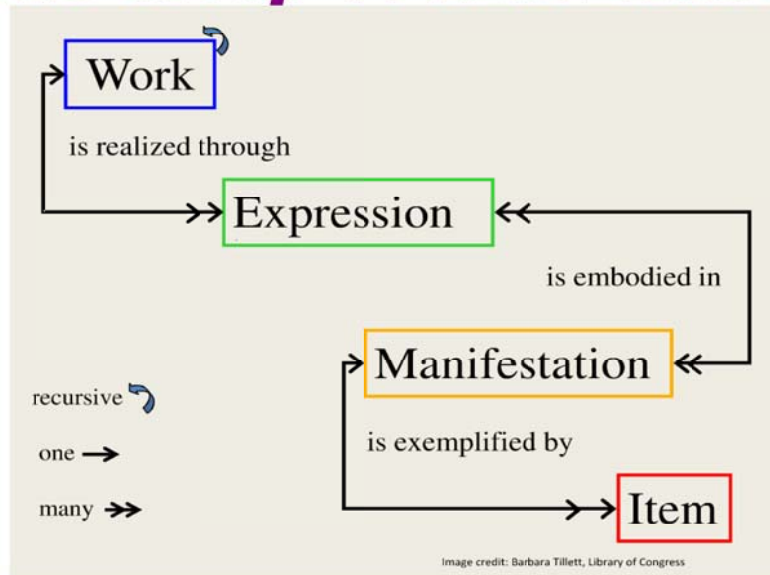 Work
is realized through
Expression
is embodied in
Manifestation
is exemplified by
Item
recursive
one
many
Image credit: Barbara Tillett, Library of Congress